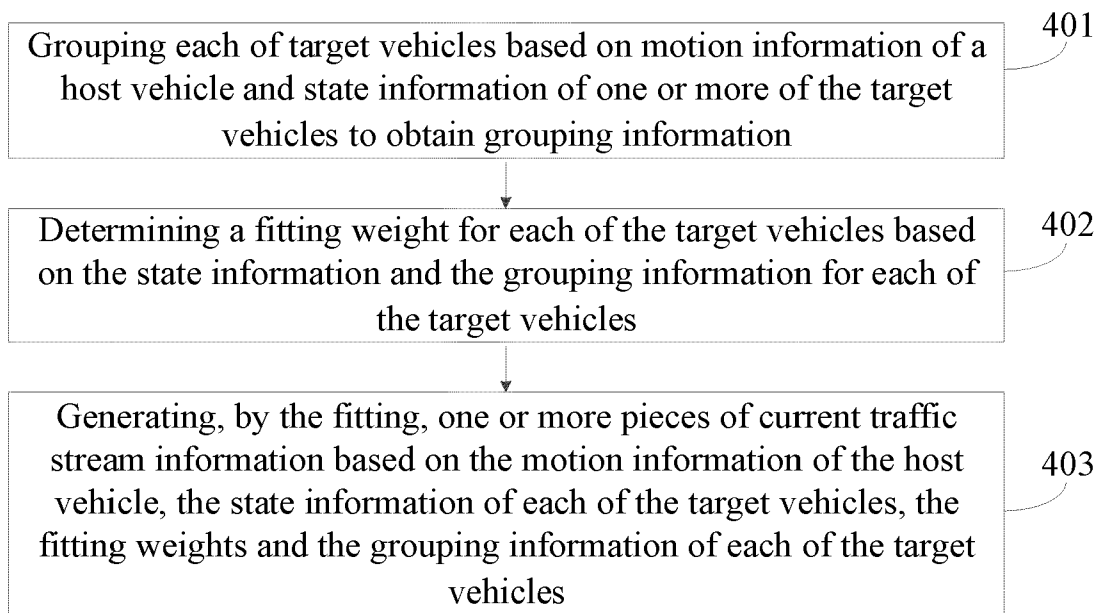 Grouping each of target vehicles based on motion information of a
host vehicle and state information of one or more of the target
vehicles to obtain grouping information
401
Determining a fitting weight for each of the target vehicles based
on the state information and the grouping information for each of
the target vehicles
402
Generating, by the fitting, one or more pieces of current traffic
stream information based on the motion information of the host
vehicle, the state information of each of the target vehicles, the
fitting weights and the grouping information of each of the target
vehicles
403